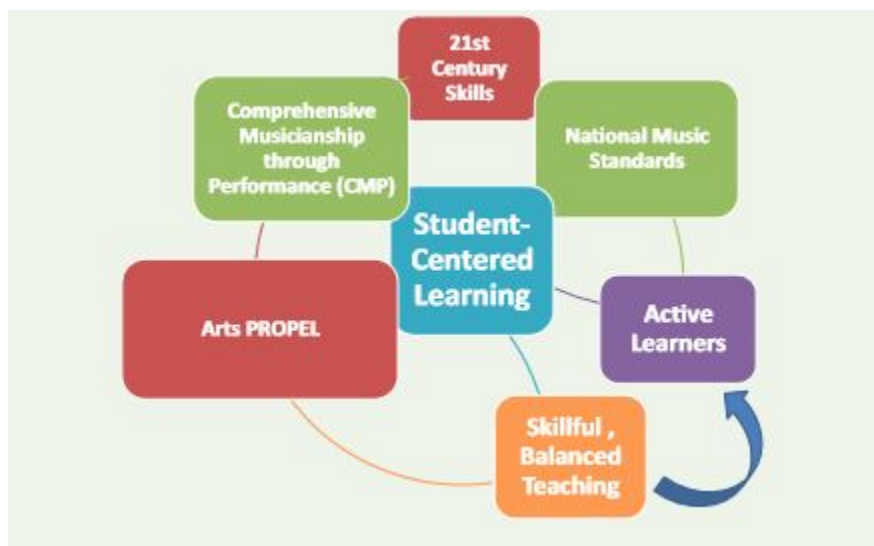 21st
Century
Skills
Comprehensive
Musicianship
through
Performance (CMP)
National Music
Standards
Student-
Centered
Learning
Arts PROPEL
Active
Learners
Skillful ,
Balanced
Teaching